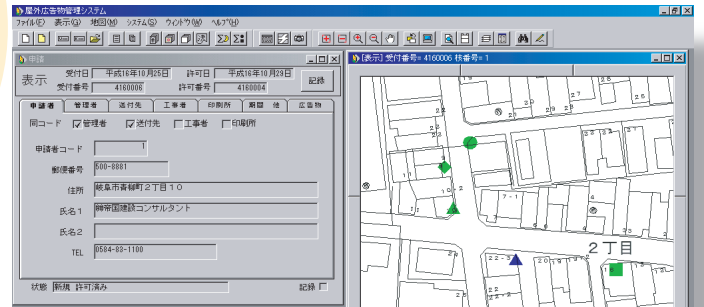 屋外広告物管理システム
ファイル(F) 表示(G) 地図(M) システム(S) ウィンドウ(W) ヘルプ(H)
申請
表示 受付日 平成16年10月25日 許可日 平成16年10月29日 記録
受付番号 4160006 許可番号 4160004
申請者 管理者 送付先 工事者 印刷所 期間 他 広告物
同コード 管理者 送付先 工事者 印刷所
申請者コード 1
郵便番号 500-8881
住所 岐阜市青柳町2丁目10
氏名1 ㈱帝国建設コンサルタント
氏名2
TEL 0584-83-1100
状態 新規 許可済み 記録
[表示] 受付番号= 4160006 枝番号= 1
2丁目